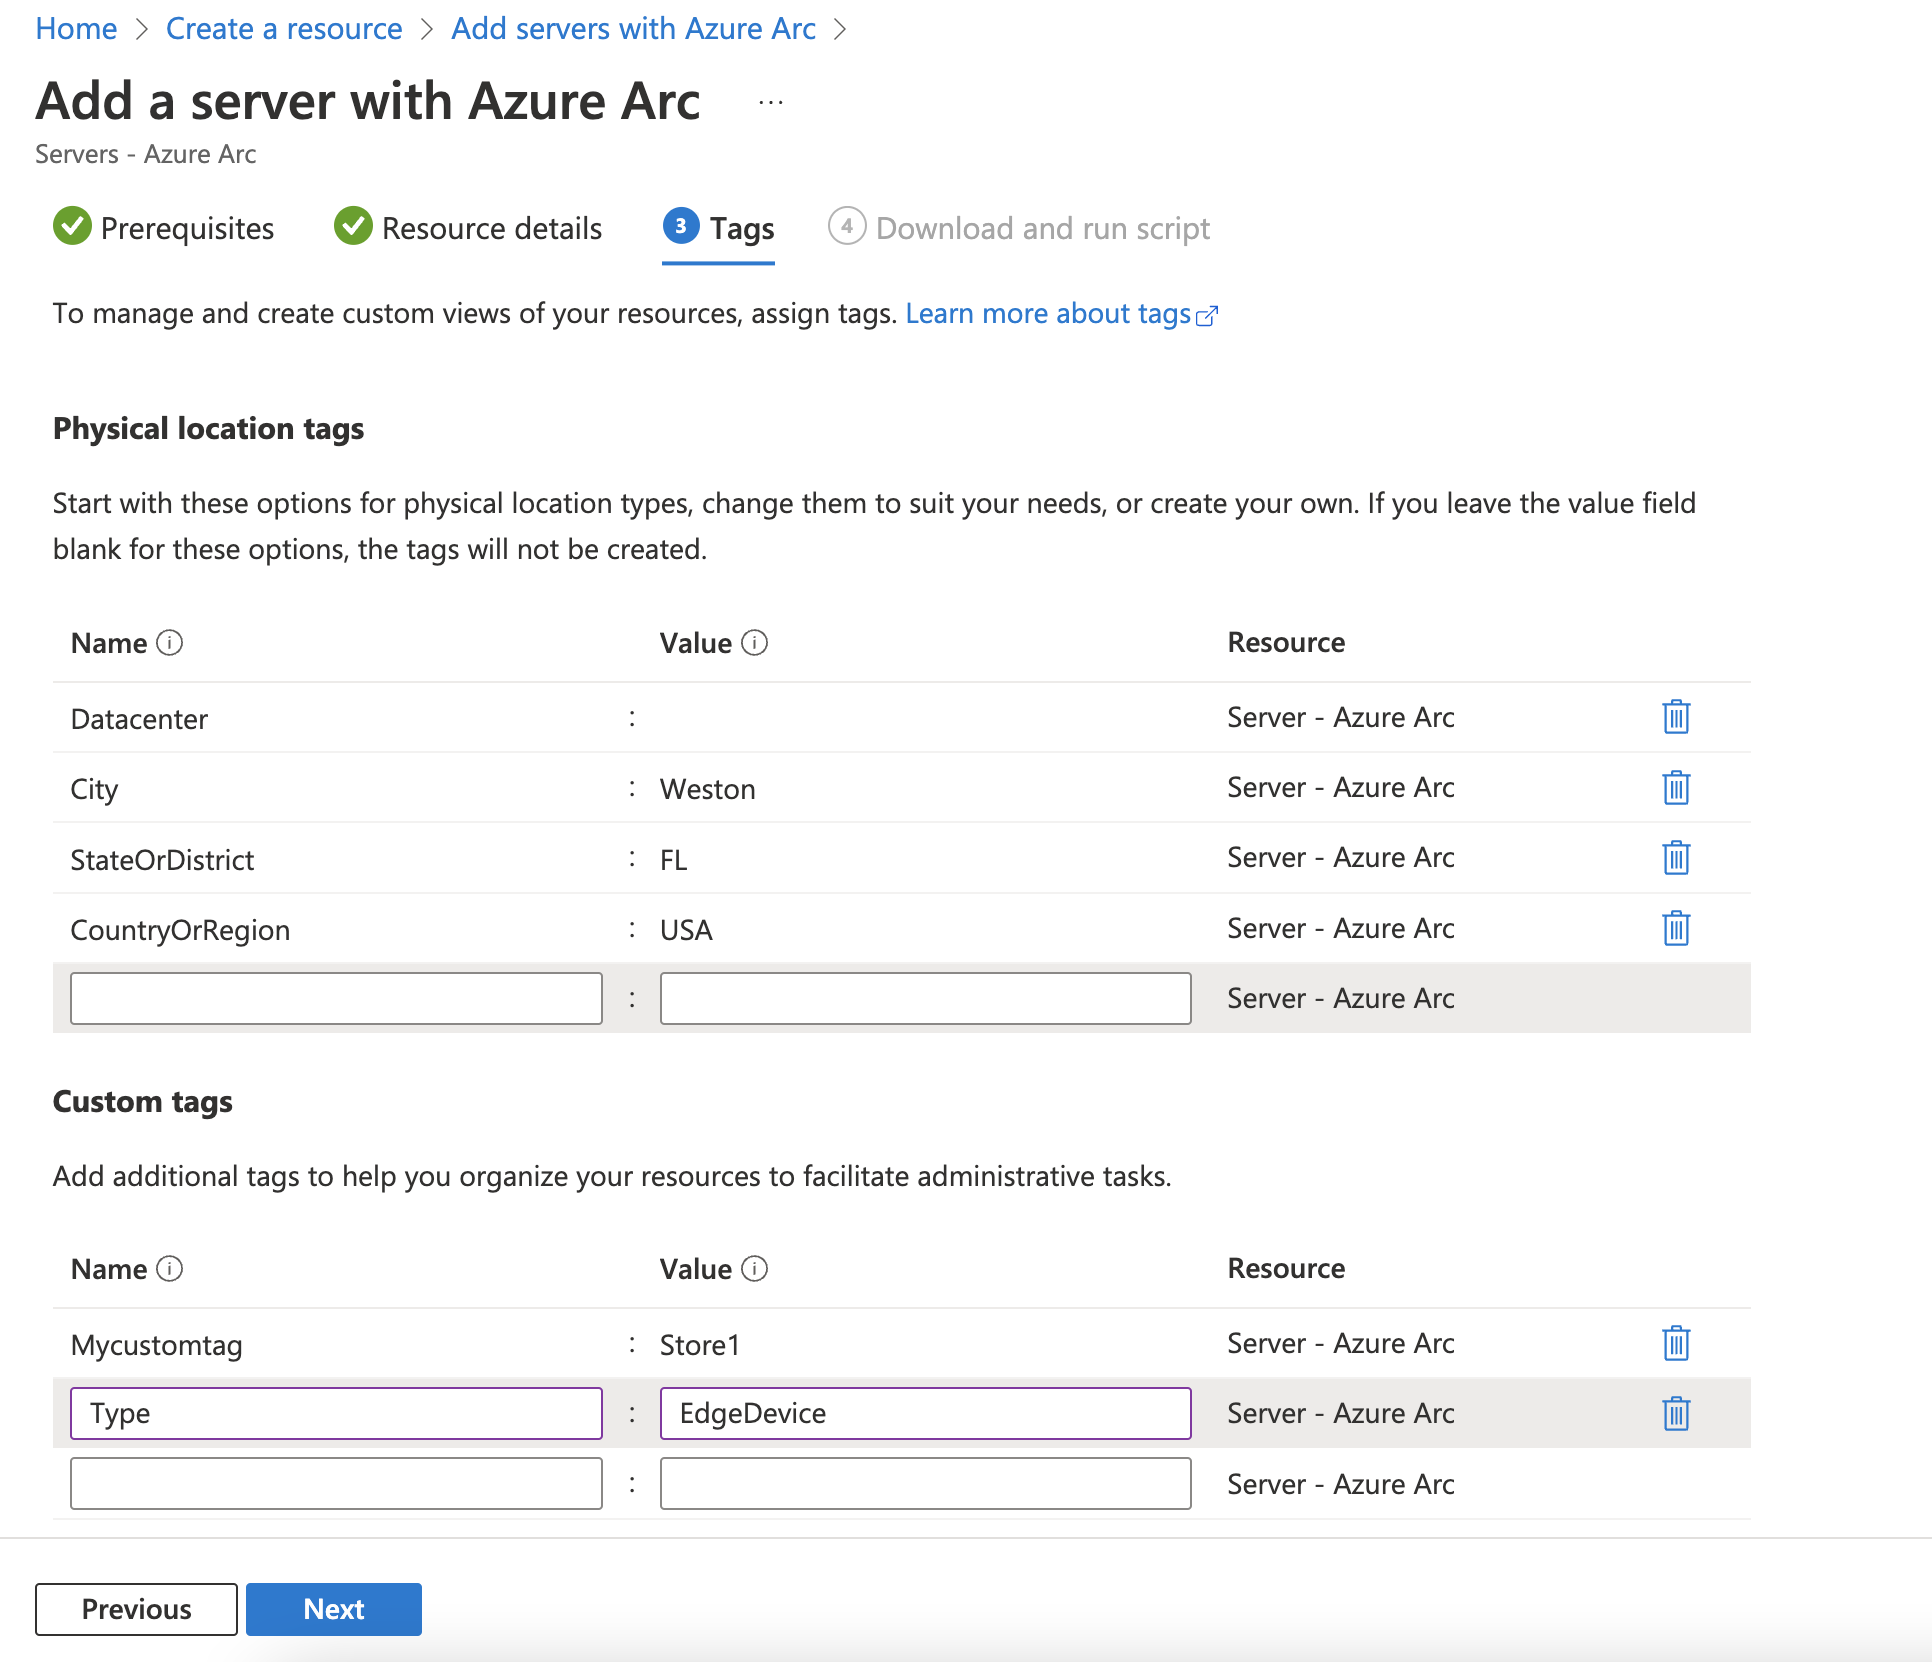 Home > Create a resource > Add servers with Azure Arc >
Add a server with Azure Arc ...
Servers - Azure Arc
Prerequisites Resource details 3 Tags 4 Download and run script
To manage and create custom views of your resources, assign tags. Learn more about tags
Physical location tags
Start with these options for physical location types, change them to suit your needs, or create your own. If you leave the value field
blank for these options, the tags will not be created.
Name Value Resource
Datacenter : Server - Azure Arc
City : Weston Server - Azure Arc
StateOrDistrict : FL Server - Azure Arc
CountryOrRegion : USA Server - Azure Arc
: Server - Azure Arc
Custom tags
Add additional tags to help you organize your resources to facilitate administrative tasks.
Name Value Resource
Mycustomtag : Store1 Server - Azure Arc
Type : EdgeDevice Server - Azure Arc
: Server - Azure Arc
Previous Next